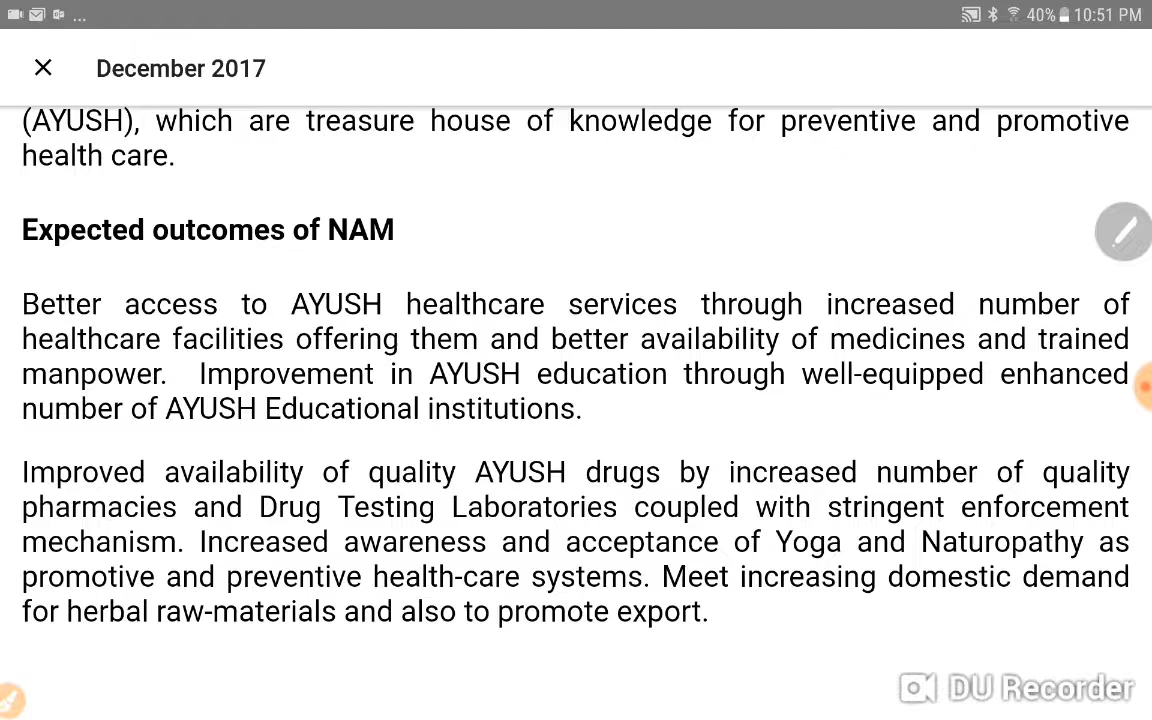 40% 10:51 PM
December 2017
(AYUSH), which are treasure house of knowledge for preventive and promotive
health care.
Expected outcomes of NAM
Better access to AYUSH healthcare services through increased number of
healthcare facilities offering them and better availability of medicines and trained
manpower. Improvement in AYUSH education through well-equipped enhanced
number of AYUSH Educational institutions.
Improved availability of quality AYUSH drugs by increased number of quality
pharmacies and Drug Testing Laboratories coupled with stringent enforcement
mechanism. Increased awareness and acceptance of Yoga and Naturopathy as
promotive and preventive health-care systems. Meet increasing domestic demand
for herbal raw-materials and also to promote export.
DU Recorder